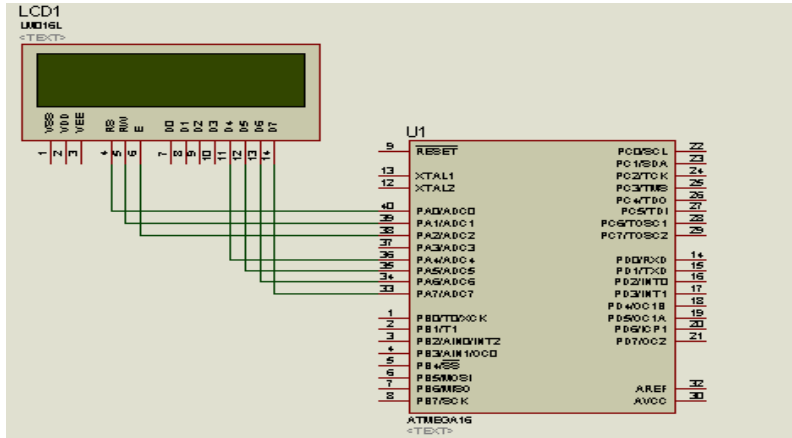 LCD1
LM016L
<TEXT>
VSS VDD VEE RS RW E D0 D1 D2 D3 D4 D5 D6 D7
1 2 3 4 5 6 7 8 9 10 11 12 13 14
U1
9 RESET PC0/SCL 22
PC1/SDA 23
13 XTAL1 PC2/TCK 24
12 XTAL2 PC3/TMS 25
PC4/TDO 26
40 PA0/ADC0 PC5/TDI 27
39 PA1/ADC1 PC6/TOSC1 28
38 PA2/ADC2 PC7/TOSC2 29
37 PA3/ADC3
36 PA4/ADC4 PD0/RXD 14
35 PA5/ADC5 PD1/TXD 15
34 PA6/ADC6 PD2/INT0 16
33 PA7/ADC7 PD3/INT1 17
PD4/OC1B 18
1 PB0/T0/XCK PD5/OC1A 19
2 PB1/T1 PD6/ICP1 20
3 PB2/AIN0/INT2 PD7/OC2 21
4 PB3/AIN1/OC0
5 PB4/SS
6 PB5/MOSI
7 PB6/MISO AREF 32
8 PB7/SCK AVCC 30
ATMEGA16
<TEXT>